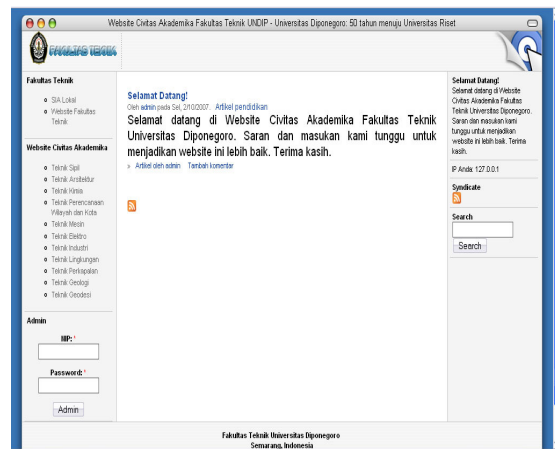 Website Civitas Akademika Fakultas Teknik UNDIP - Universitas Diponegoro: 50 tahun menuju Universitas Riset
FAKULTAS TEKNIK
Fakultas Teknik
SIA Lokal
Website Fakultas
Teknik
Website Civitas Akademika
Teknik Sipil
Teknik Arsitektur
Teknik Kimia
Teknik Perencanaan
Wilayah dan Kota
Teknik Mesin
Teknik Elektro
Teknik Industri
Teknik Lingkungan
Teknik Perkapalan
Teknik Geologi
Teknik Geodesi
Admin
NIP: *
Password: *
Admin
Selamat Datang!
Oleh admin pada Sel, 2/10/2007. Artikel pendidikan
Selamat datang di Website Civitas Akademika Fakultas Teknik
Universitas Diponegoro. Saran dan masukan kami tunggu untuk
menjadikan website ini lebih baik. Terima kasih.
» Artikel oleh admin Tambah komentar
Selamat Datang!
Selamat datang di Website
Civitas Akademika Fakultas
Teknik Universitas Diponegoro.
Saran dan masukan kami
tunggu untuk menjadikan
website ini lebih baik. Terima
kasih.
IP Anda: 127.0.0.1
Syndicate
Search
Search
Fakultas Teknik Universitas Diponegoro
Semarang, Indonesia